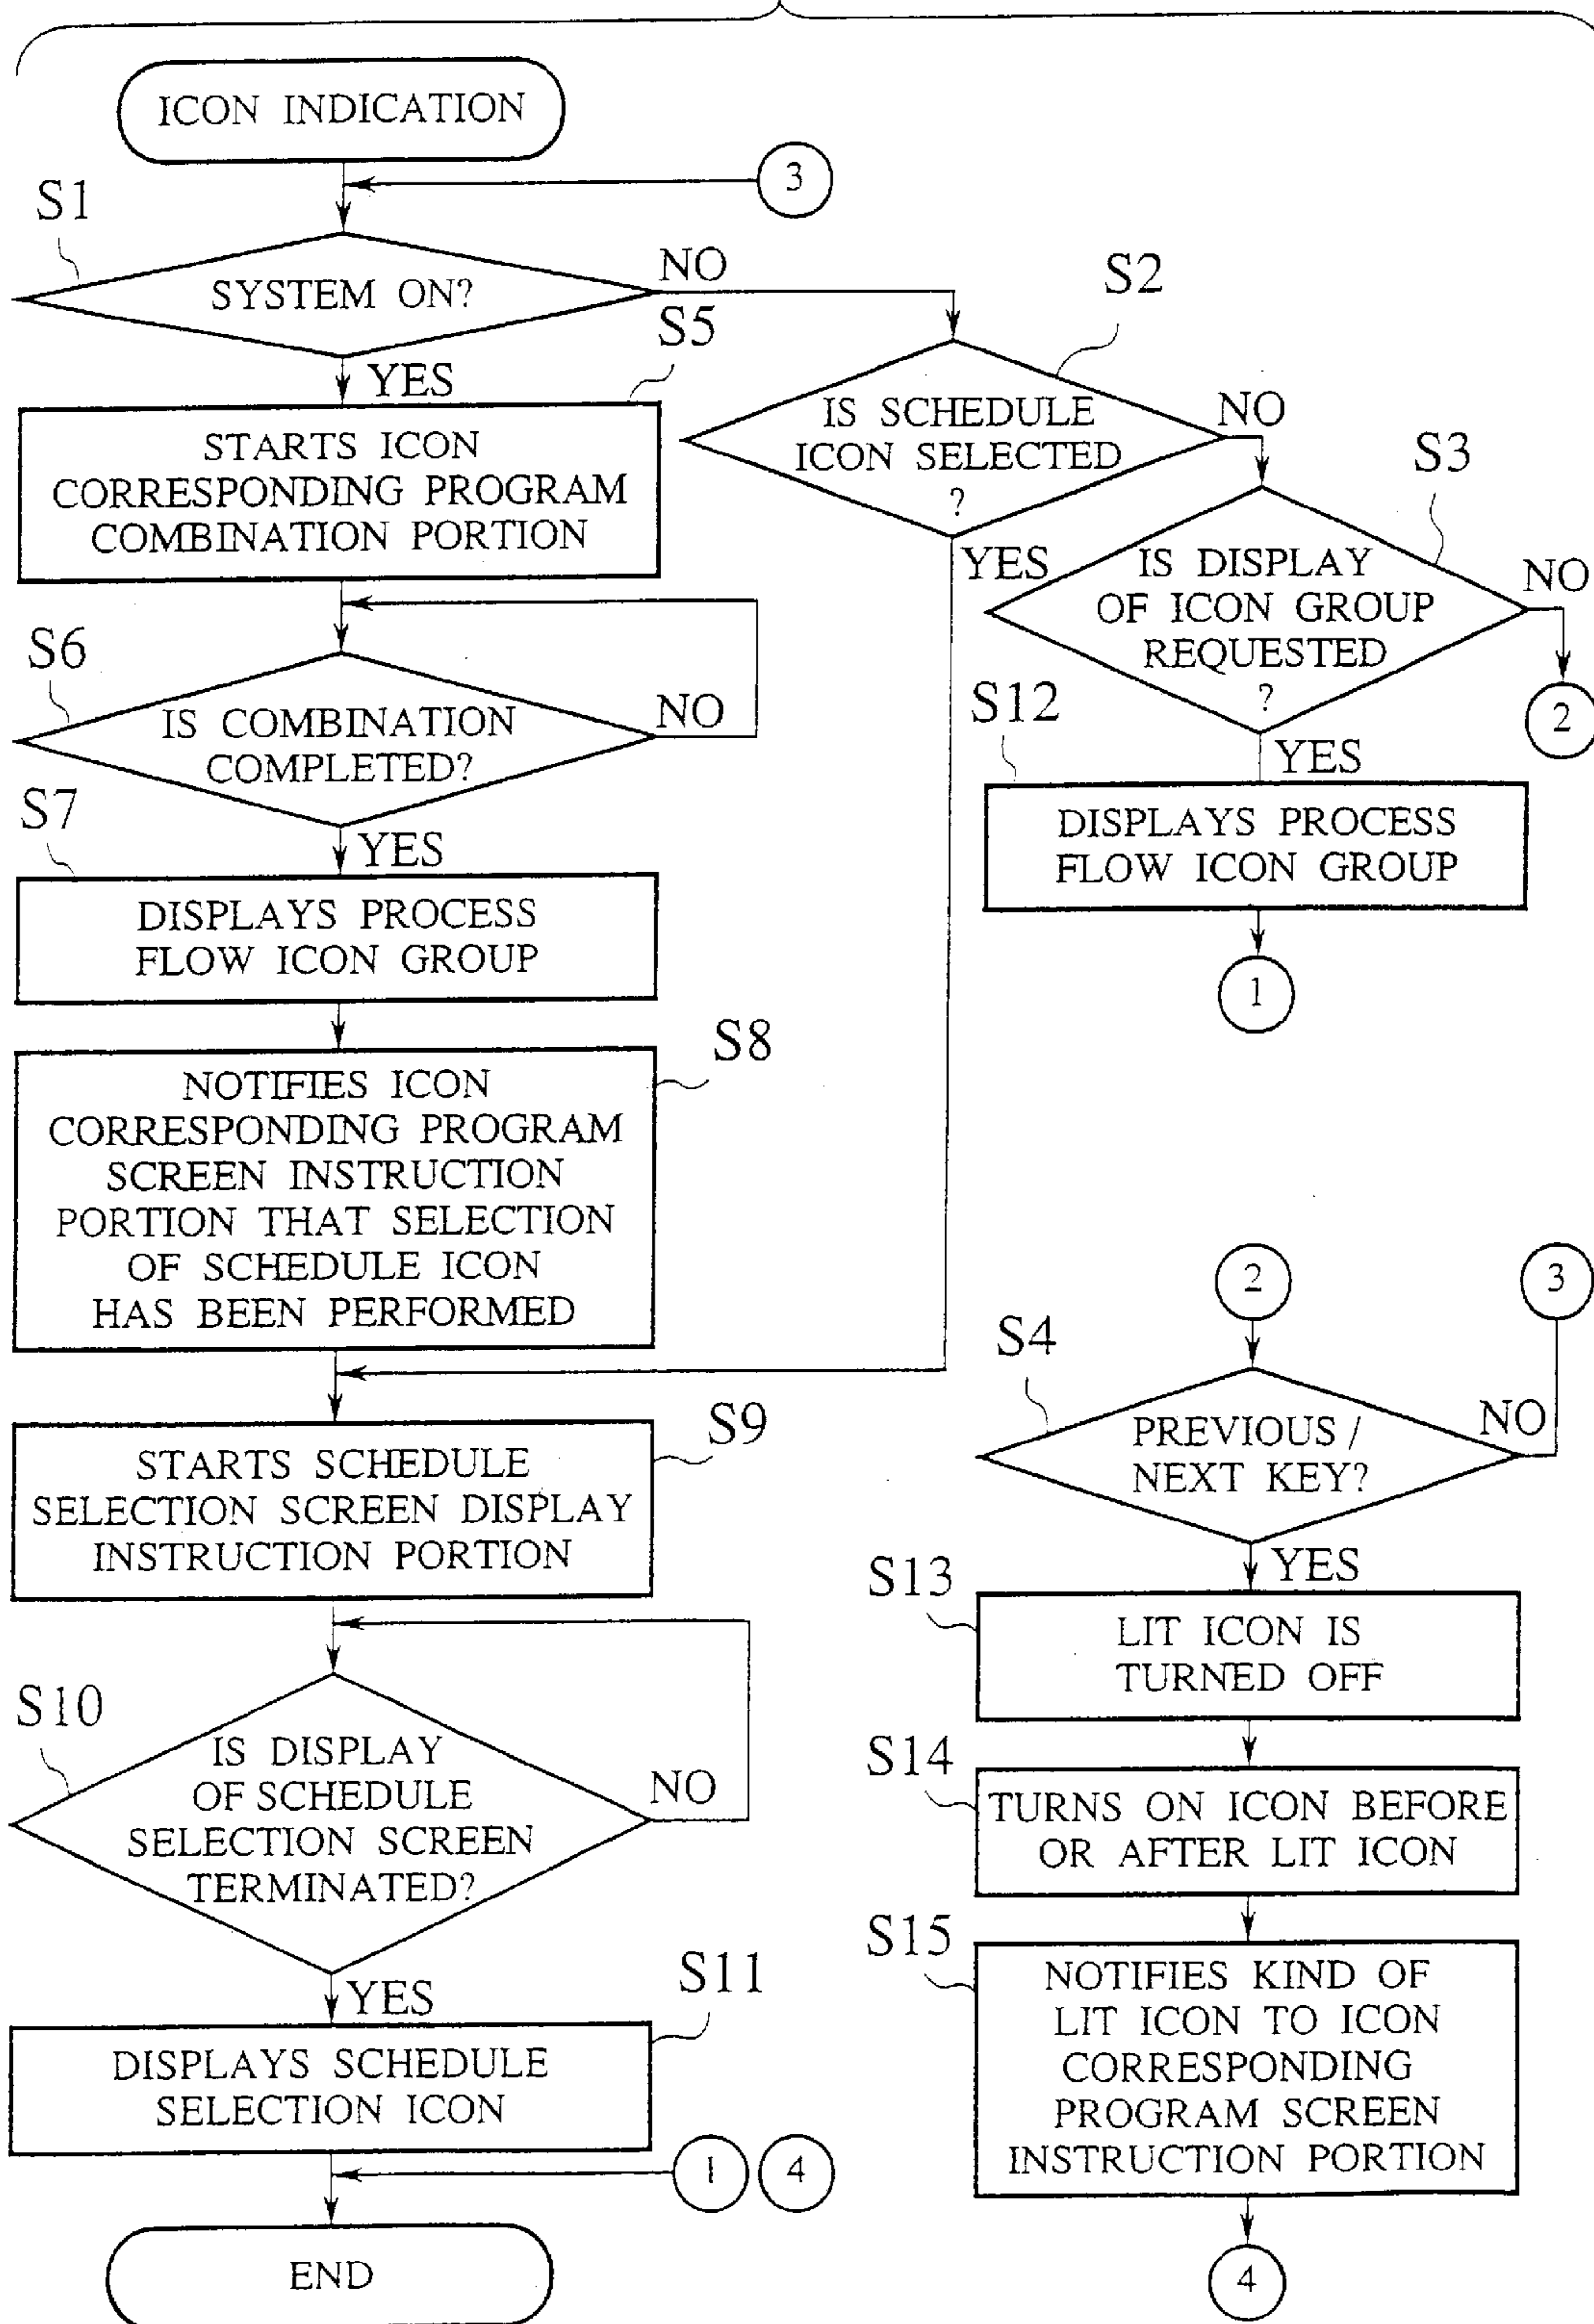 ICON INDICATION
3
S1
SYSTEM ON?
NO
YES
S5
STARTS ICON
CORRESPONDING PROGRAM
COMBINATION PORTION
S6
IS COMBINATION
COMPLETED?
NO
YES
S7
DISPLAYS PROCESS
FLOW ICON GROUP
S8
NOTIFIES ICON
CORRESPONDING PROGRAM
SCREEN INSTRUCTION
PORTION THAT SELECTION
OF SCHEDULE ICON
HAS BEEN PERFORMED
S9
STARTS SCHEDULE
SELECTION SCREEN DISPLAY
INSTRUCTION PORTION
S10
IS DISPLAY
OF SCHEDULE
SELECTION SCREEN
TERMINATED?
NO
YES
S11
DISPLAYS SCHEDULE
SELECTION ICON
1 4
END
S2
IS SCHEDULE
ICON SELECTED
?
NO
YES
S3
IS DISPLAY
OF ICON GROUP
REQUESTED
?
NO
2
YES
S12
DISPLAYS PROCESS
FLOW ICON GROUP
1
2
3
S4
PREVIOUS /
NEXT KEY?
NO
YES
S13
LIT ICON IS
TURNED OFF
S14
TURNS ON ICON BEFORE
OR AFTER LIT ICON
S15
NOTIFIES KIND OF
LIT ICON TO ICON
CORRESPONDING
PROGRAM SCREEN
INSTRUCTION PORTION
4